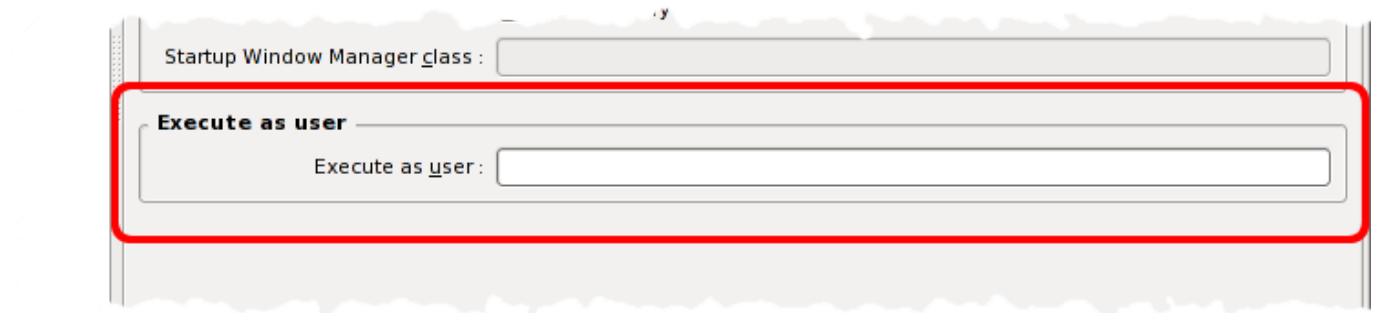 Startup Window Manager class :
Execute as user
Execute as user :